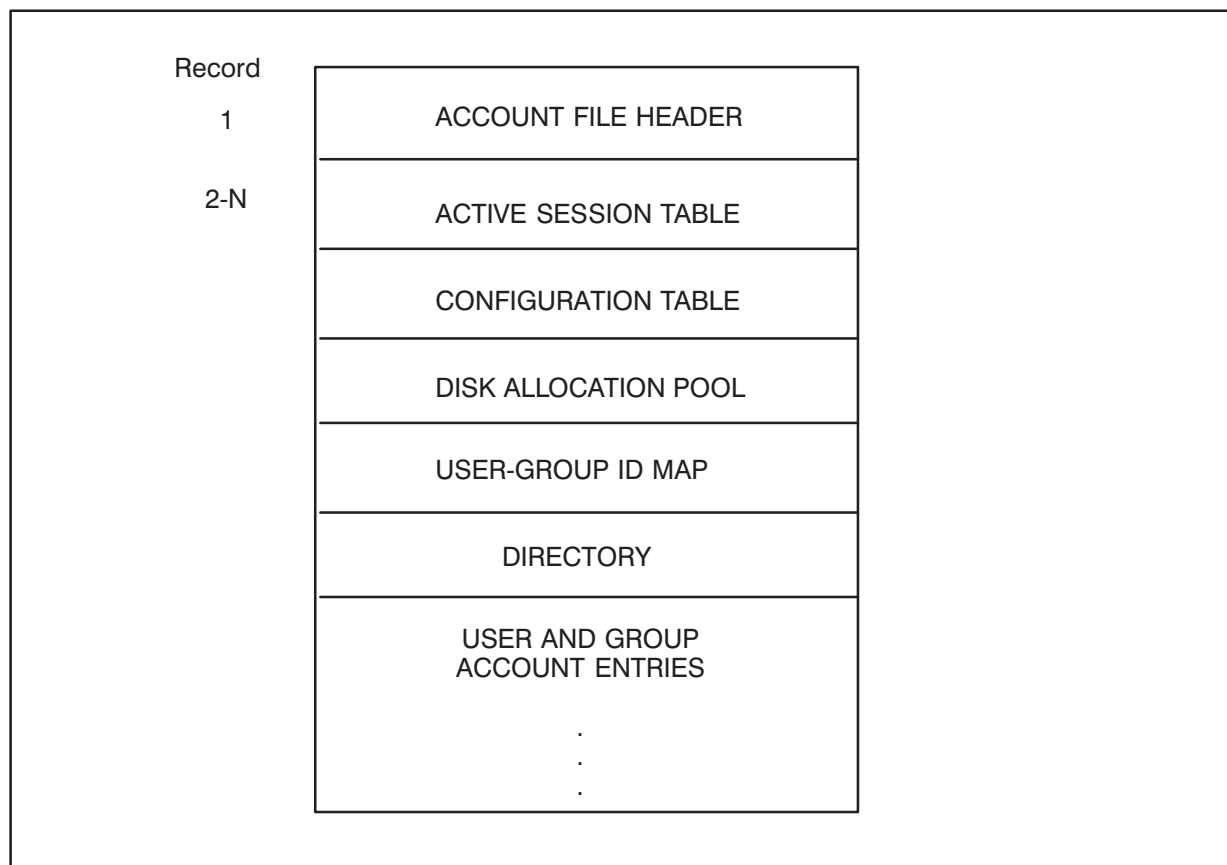 Record
1
ACCOUNT FILE HEADER
2-N
ACTIVE SESSION TABLE
CONFIGURATION TABLE
DISK ALLOCATION POOL
USER-GROUP ID MAP
DIRECTORY
USER AND GROUP
ACCOUNT ENTRIES
.
.
.